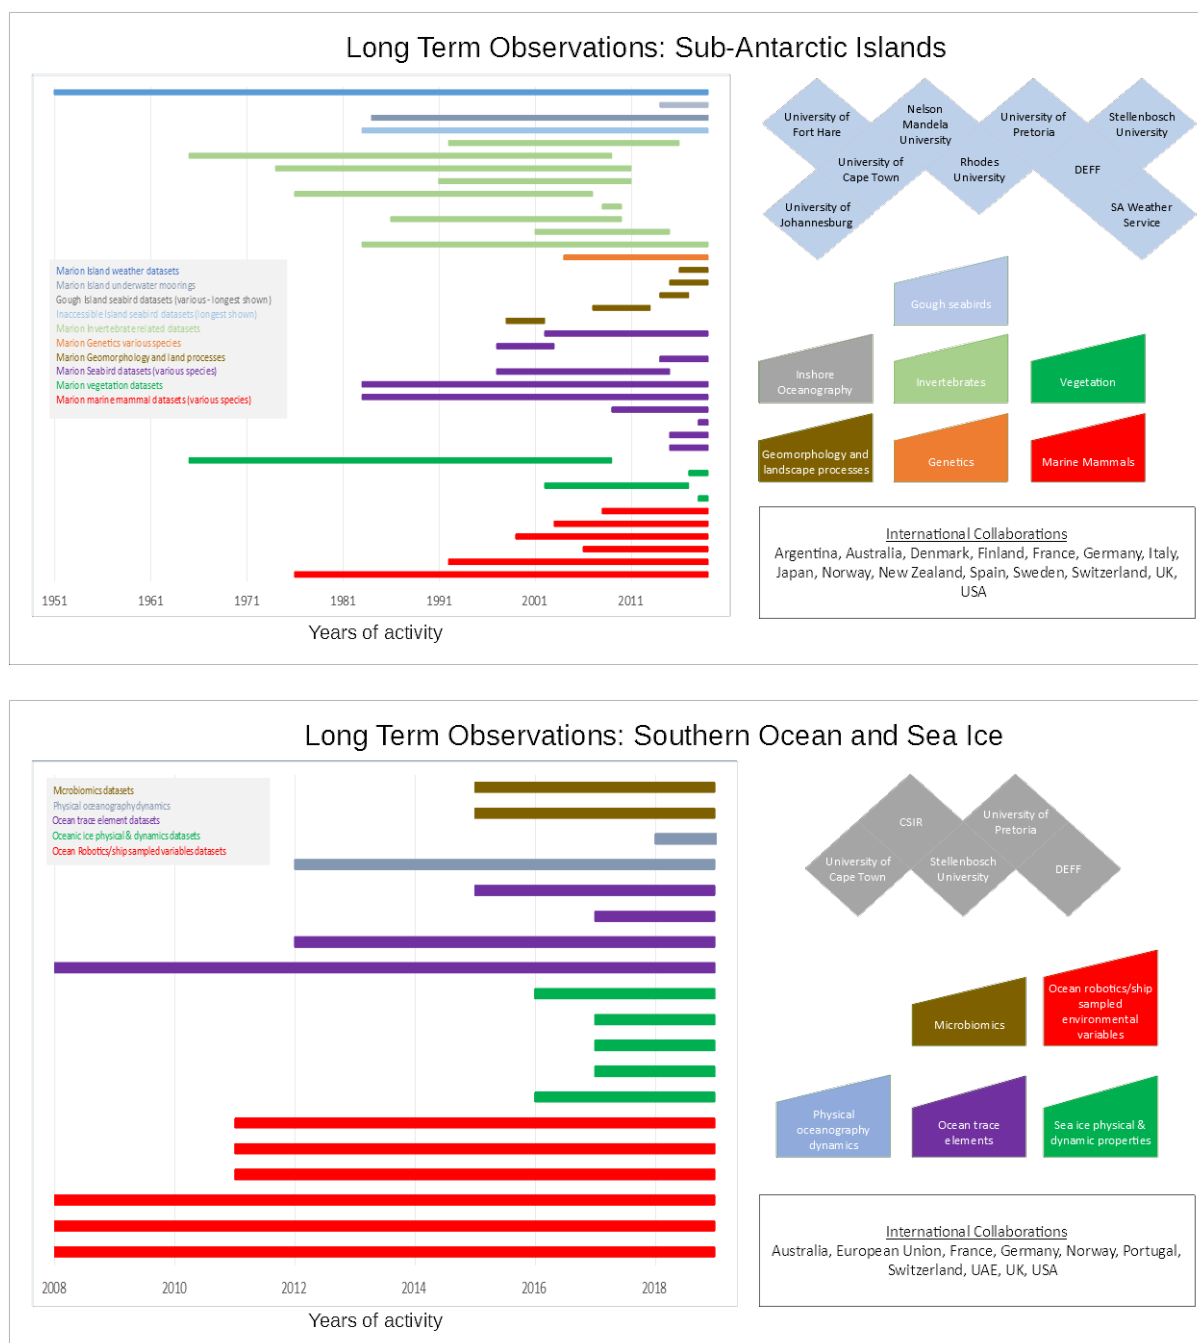 Long Term Observations: Sub-Antarctic Islands
Marion Island weather datasets
Marion Island underwater moorings
Gough Island seabird datasets (various - longest shown)
Inaccessible Island seabird datasets (longest shown)
Marion Invertebrate related datasets
Marion Genetics various species
Marion Geomorphology and land processes
Marion Seabird datasets (various species)
Marion vegetation datasets
Marion marine mammal datasets (various species)
1951 1961 1971 1981 1991 2001 2011
Years of activity
University of
Fort Hare
Nelson
Mandela
University
University of
Pretoria
Stellenbosch
University
University of
Cape Town
Rhodes
University
DEFF
University of
Johannesburg
SA Weather
Service
Gough seabirds
Inshore
Oceanography
Invertebrates
Vegetation
Geomorphology and
landscape processes
Genetics
Marine Mammals
International Collaborations
Argentina, Australia, Denmark, Finland, France, Germany, Italy,
Japan, Norway, New Zealand, Spain, Sweden, Switzerland, UK,
USA
Long Term Observations: Southern Ocean and Sea Ice
Microbiomics datasets
Physical oceanography dynamics
Ocean trace element datasets
Oceanic ice physical & dynamics datasets
Ocean Robotics/ship sampled variables datasets
2008 2010 2012 2014 2016 2018
Years of activity
CSIR
University of
Pretoria
University of
Cape Town
Stellenbosch
University
DEFF
Microbiomics
Ocean robotics/ship
sampled
environmental
variables
Physical
oceanography
dynamics
Ocean trace
elements
Sea ice physical &
dynamic properties
International Collaborations
Australia, European Union, France, Germany, Norway, Portugal,
Switzerland, UAE, UK, USA